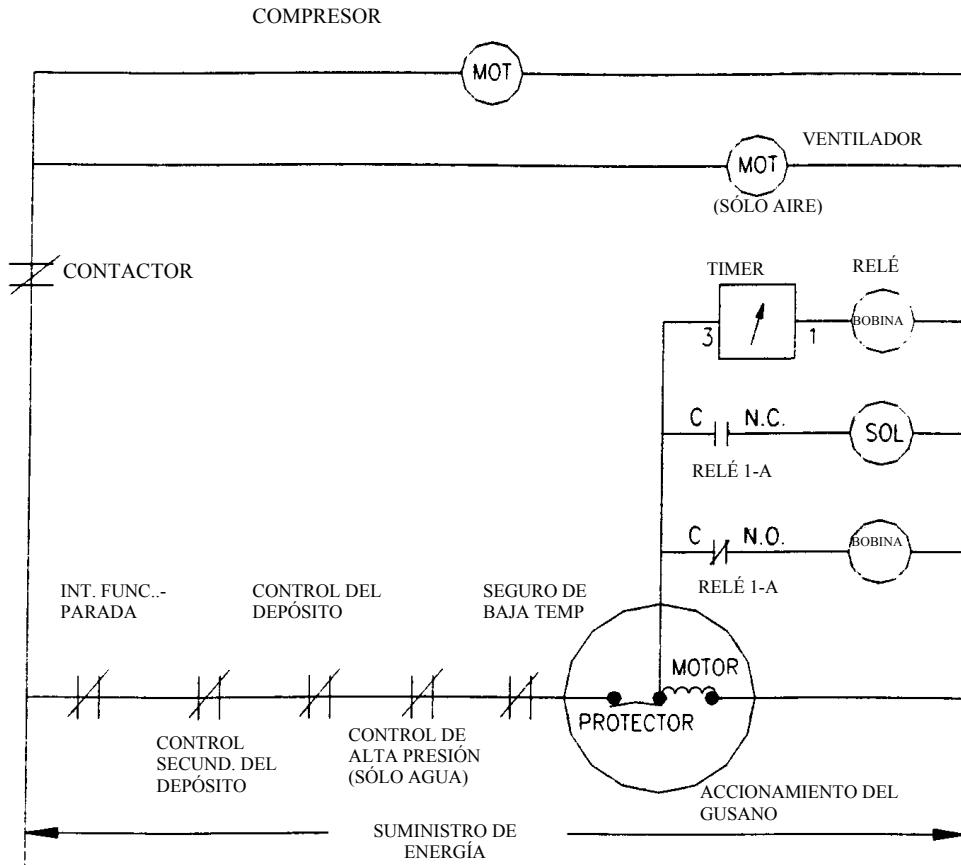 COMPRESOR
MOT
VENTILADOR
MOT
(SÓLO AIRE)
CONTACTOR
TIMER
RELÉ
3
1
BOBINA
C N.C.
SOL
RELÉ 1-A
C N.O.
BOBINA
RELÉ 1-A
INT. FUNC..-
PARADA
CONTROL DEL
DEPÓSITO
SEGURO DE
BAJA TEMP
MOTOR
PROTECTOR
CONTROL
SECUND. DEL
DEPÓSITO
CONTROL DE
ALTA PRESIÓN
(SÓLO AGUA)
ACCIONAMIENTO DEL
GUSANO
SUMINISTRO DE
ENERGÍA